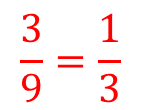 3/9 = 1/3